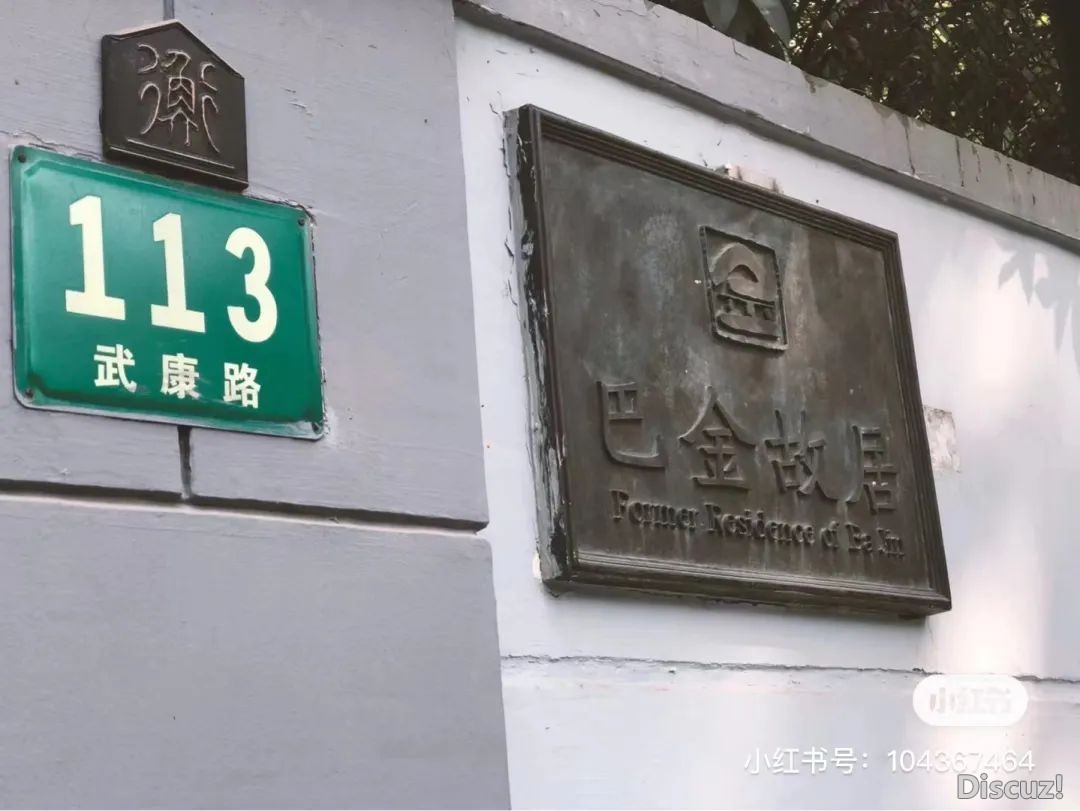 衡
113
武康路
巴金故居
Former Residence of Ba Jin
小红书
小红书号：104367464
Discuz!